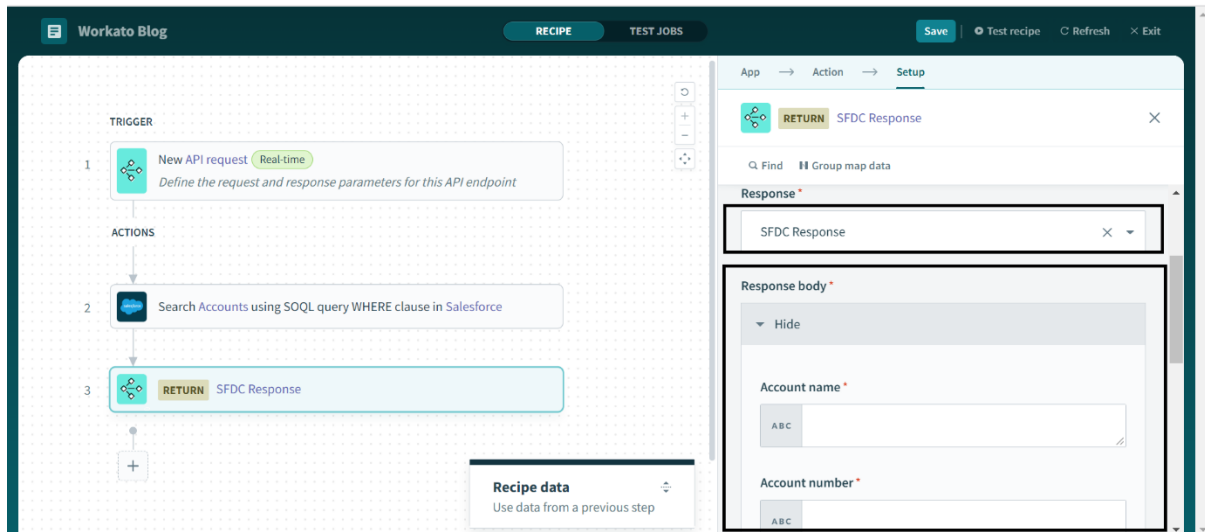 Workato Blog
RECIPE
TEST JOBS
Save
Test recipe
Refresh
Exit
TRIGGER
1
New API request Real-time
Define the request and response parameters for this API endpoint
ACTIONS
2
Search Accounts using SOQL query WHERE clause in Salesforce
3
RETURN SFDC Response
Recipe data
Use data from a previous step
App → Action → Setup
RETURN SFDC Response
Find Group map data
Response *
SFDC Response
Response body *
Hide
Account name *
ABC
Account number *
ABC